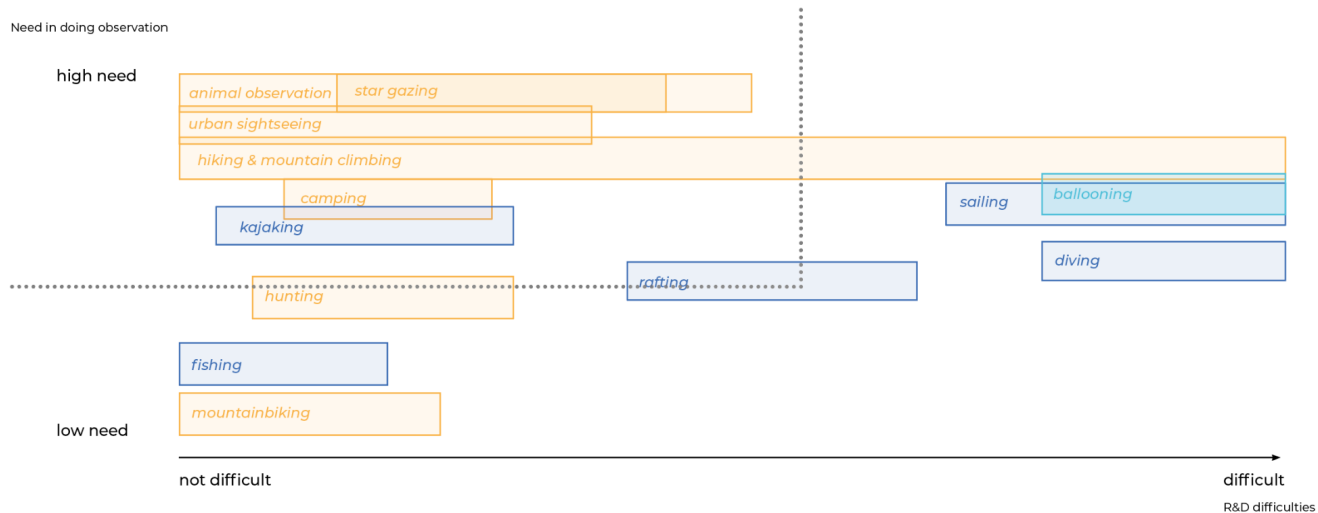 Need in doing observation
high need
animal observation
star gazing
urban sightseeing
hiking & mountain climbing
camping
sailing
ballooning
kajaking
diving
rafting
hunting
fishing
mountainbiking
low need
not difficult
difficult
R&D difficulties